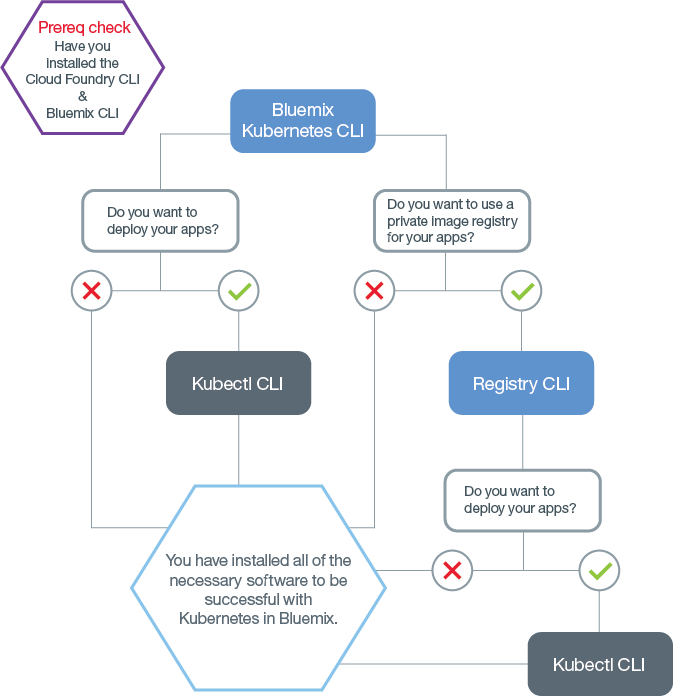 Prereq check
Have you
installed the
Cloud Foundry CLI
&
Bluemix CLI
Bluemix
Kubernetes CLI
Do you want to
deploy your apps?
Do you want to use a
private image registry
for your apps?
Kubectl CLI
Registry CLI
Do you want to
deploy your apps?
You have installed all of the
necessary software to be
successful with
Kubernetes in Bluemix.
Kubectl CLI